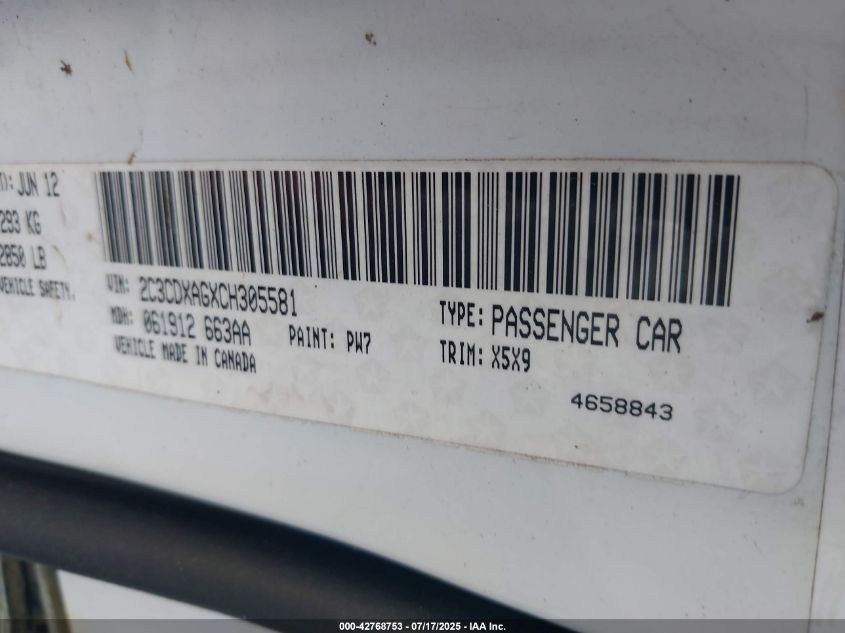 JUN 12
293 KG
2850 LB
VEHICLE SAFETY.
VIN: 2C3CDXAGXCH305581
TYPE: PASSENGER CAR
MDH: 061912 663AA
PAINT: PW7
TRIM: X5X9
VEHICLE MADE IN CANADA
4658843
000-42768753 - 07/17/2025 - IAA Inc.